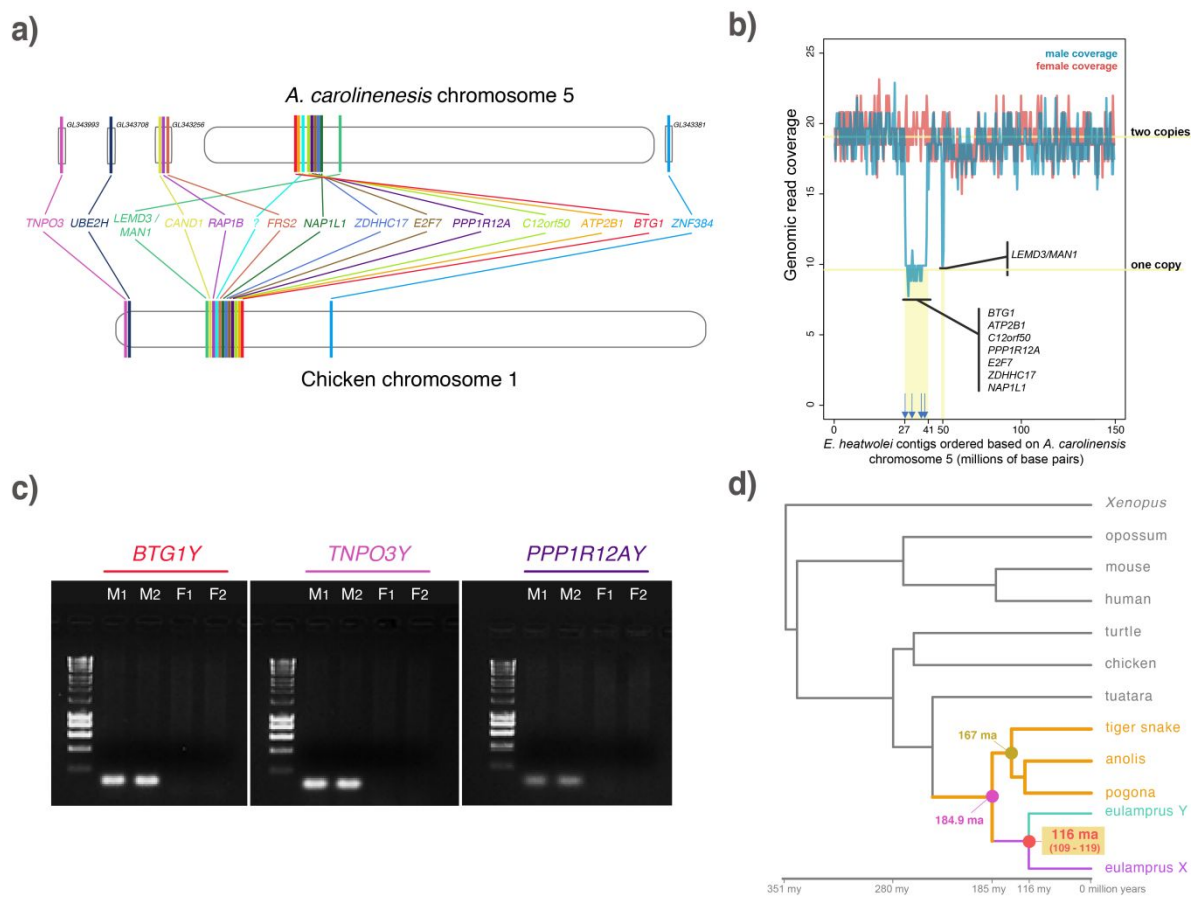 a)
A. carolinenesis chromosome 5
GL343993
GL343708
GL343256
GL343381
TNPO3
UBE2H
LEMD3 /
MAN1
CAND1
RAP1B
?
FRS2
NAP1L1
ZDHHC17
E2F7
PPP1R12A
C12orf50
ATP2B1
BTG1
ZNF384
Chicken chromosome 1
b)
Genomic read coverage
25
20
15
10
5
0
male coverage
female coverage
two copies
one copy
LEMD3/MAN1
BTG1
ATP2B1
C12orf50
PPP1R12A
E2F7
ZDHHC17
NAP1L1
0 27 41 50 100 150
E. heatwolei contigs ordered based on A. carolinensis
chromosome 5 (millions of base pairs)
c)
BTG1Y TNPO3Y PPP1R12AY
M1 M2 F1 F2 M1 M2 F1 F2 M1 M2 F1 F2
d)
Xenopus
opossum
mouse
human
turtle
chicken
tuatara
tiger snake
167 ma
anolis
pogona
184.9 ma
eulamprus Y
116 ma
(109 - 119)
eulamprus X
351 my 280 my 185 my 116 my 0 million years